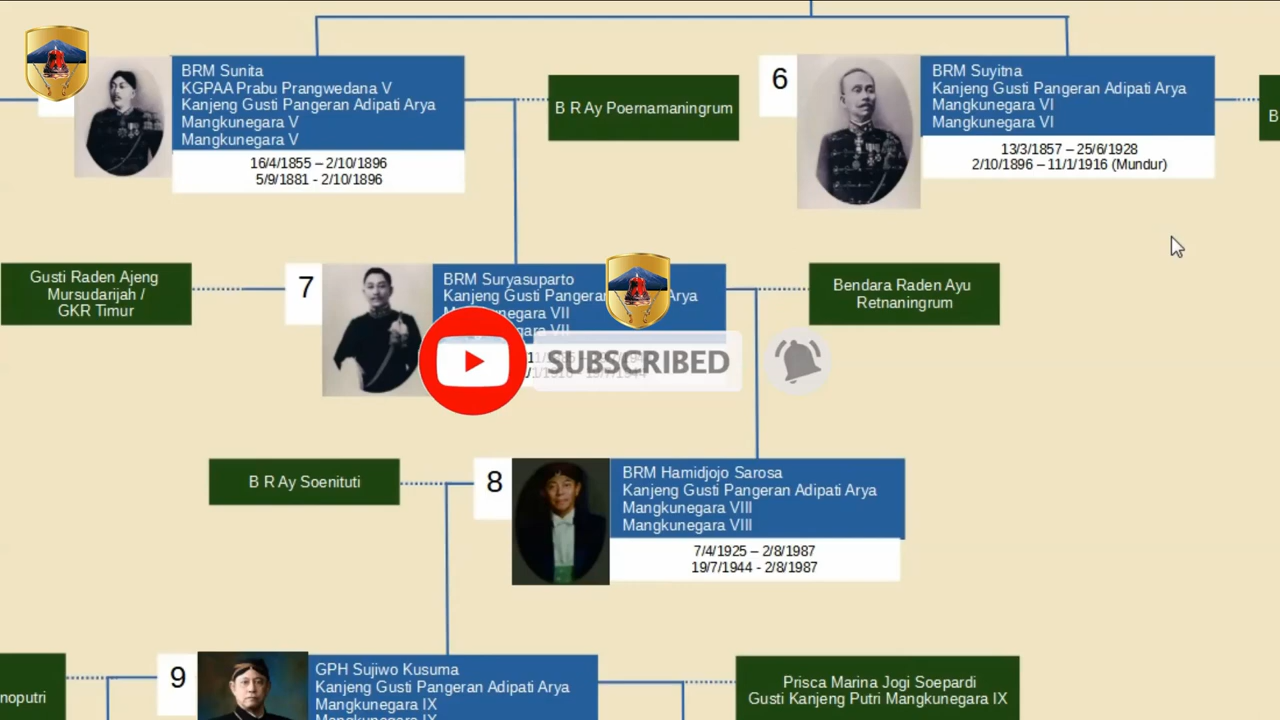 BRM Sunita
KGPAA Prabu Prangwedana V
Kanjeng Gusti Pangeran Adipati Arya
Mangkunegara V
Mangkunegara V
16/4/1855 – 2/10/1896
5/9/1881 - 2/10/1896
B R Ay Poernamaningrum
6
BRM Suyitna
Kanjeng Gusti Pangeran Adipati Arya
Mangkunegara VI
Mangkunegara VI
13/3/1857 – 25/6/1928
2/10/1896 – 11/1/1916 (Mundur)
B
Gusti Raden Ajeng
Mursudarijah /
GKR Timur
7
BRM Suryasuparto
Kanjeng Gusti Pangeran Arya
VII
VII
SUBSCRIBED
Bendara Raden Ayu
Retnaningrum
B R Ay Soenituti
8
BRM Hamidjojo Sarosa
Kanjeng Gusti Pangeran Adipati Arya
Mangkunegara VIII
Mangkunegara VIII
7/4/1925 – 2/8/1987
19/7/1944 - 2/8/1987
noputri
9
GPH Sujiwo Kusuma
Kanjeng Gusti Pangeran Adipati Arya
Mangkunegara IX
Mangkunegara IX
Prisca Marina Jogi Soepardi
Gusti Kanjeng Putri Mangkunegara IX